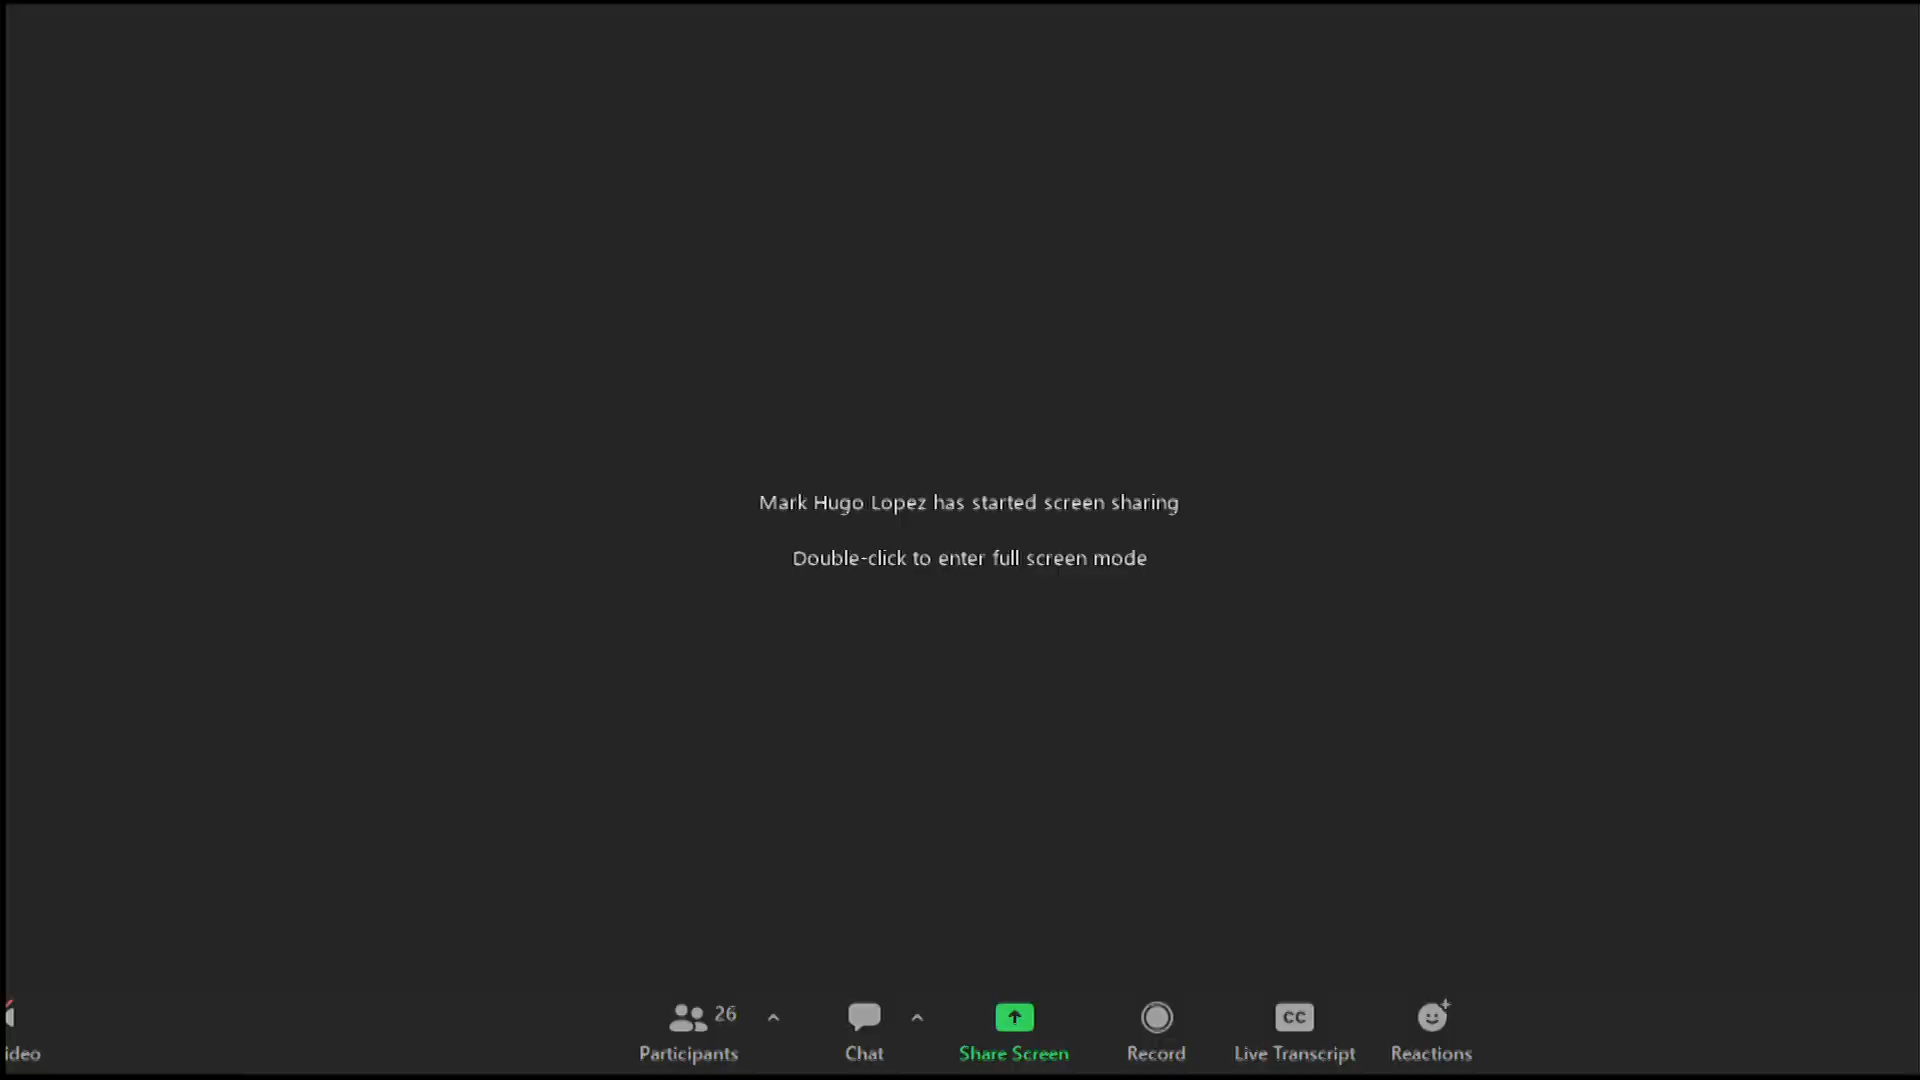 Mark Hugo Lopez has started screen sharing
Double-click to enter full screen mode
26
CC
ideo
Participants
Chat
Share Screen
Record
Live Transcript
Reactions